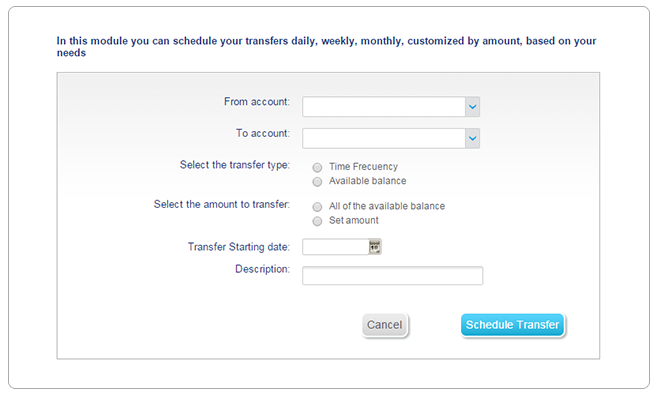 In this module you can schedule your transfers daily, weekly, monthly, customized by amount, based on your
needs
From account:
To account:
Select the transfer type:
Time Frecuency
Available balance
Select the amount to transfer:
All of the available balance
Set amount
Transfer Starting date:
Description:
Cancel
Schedule Transfer